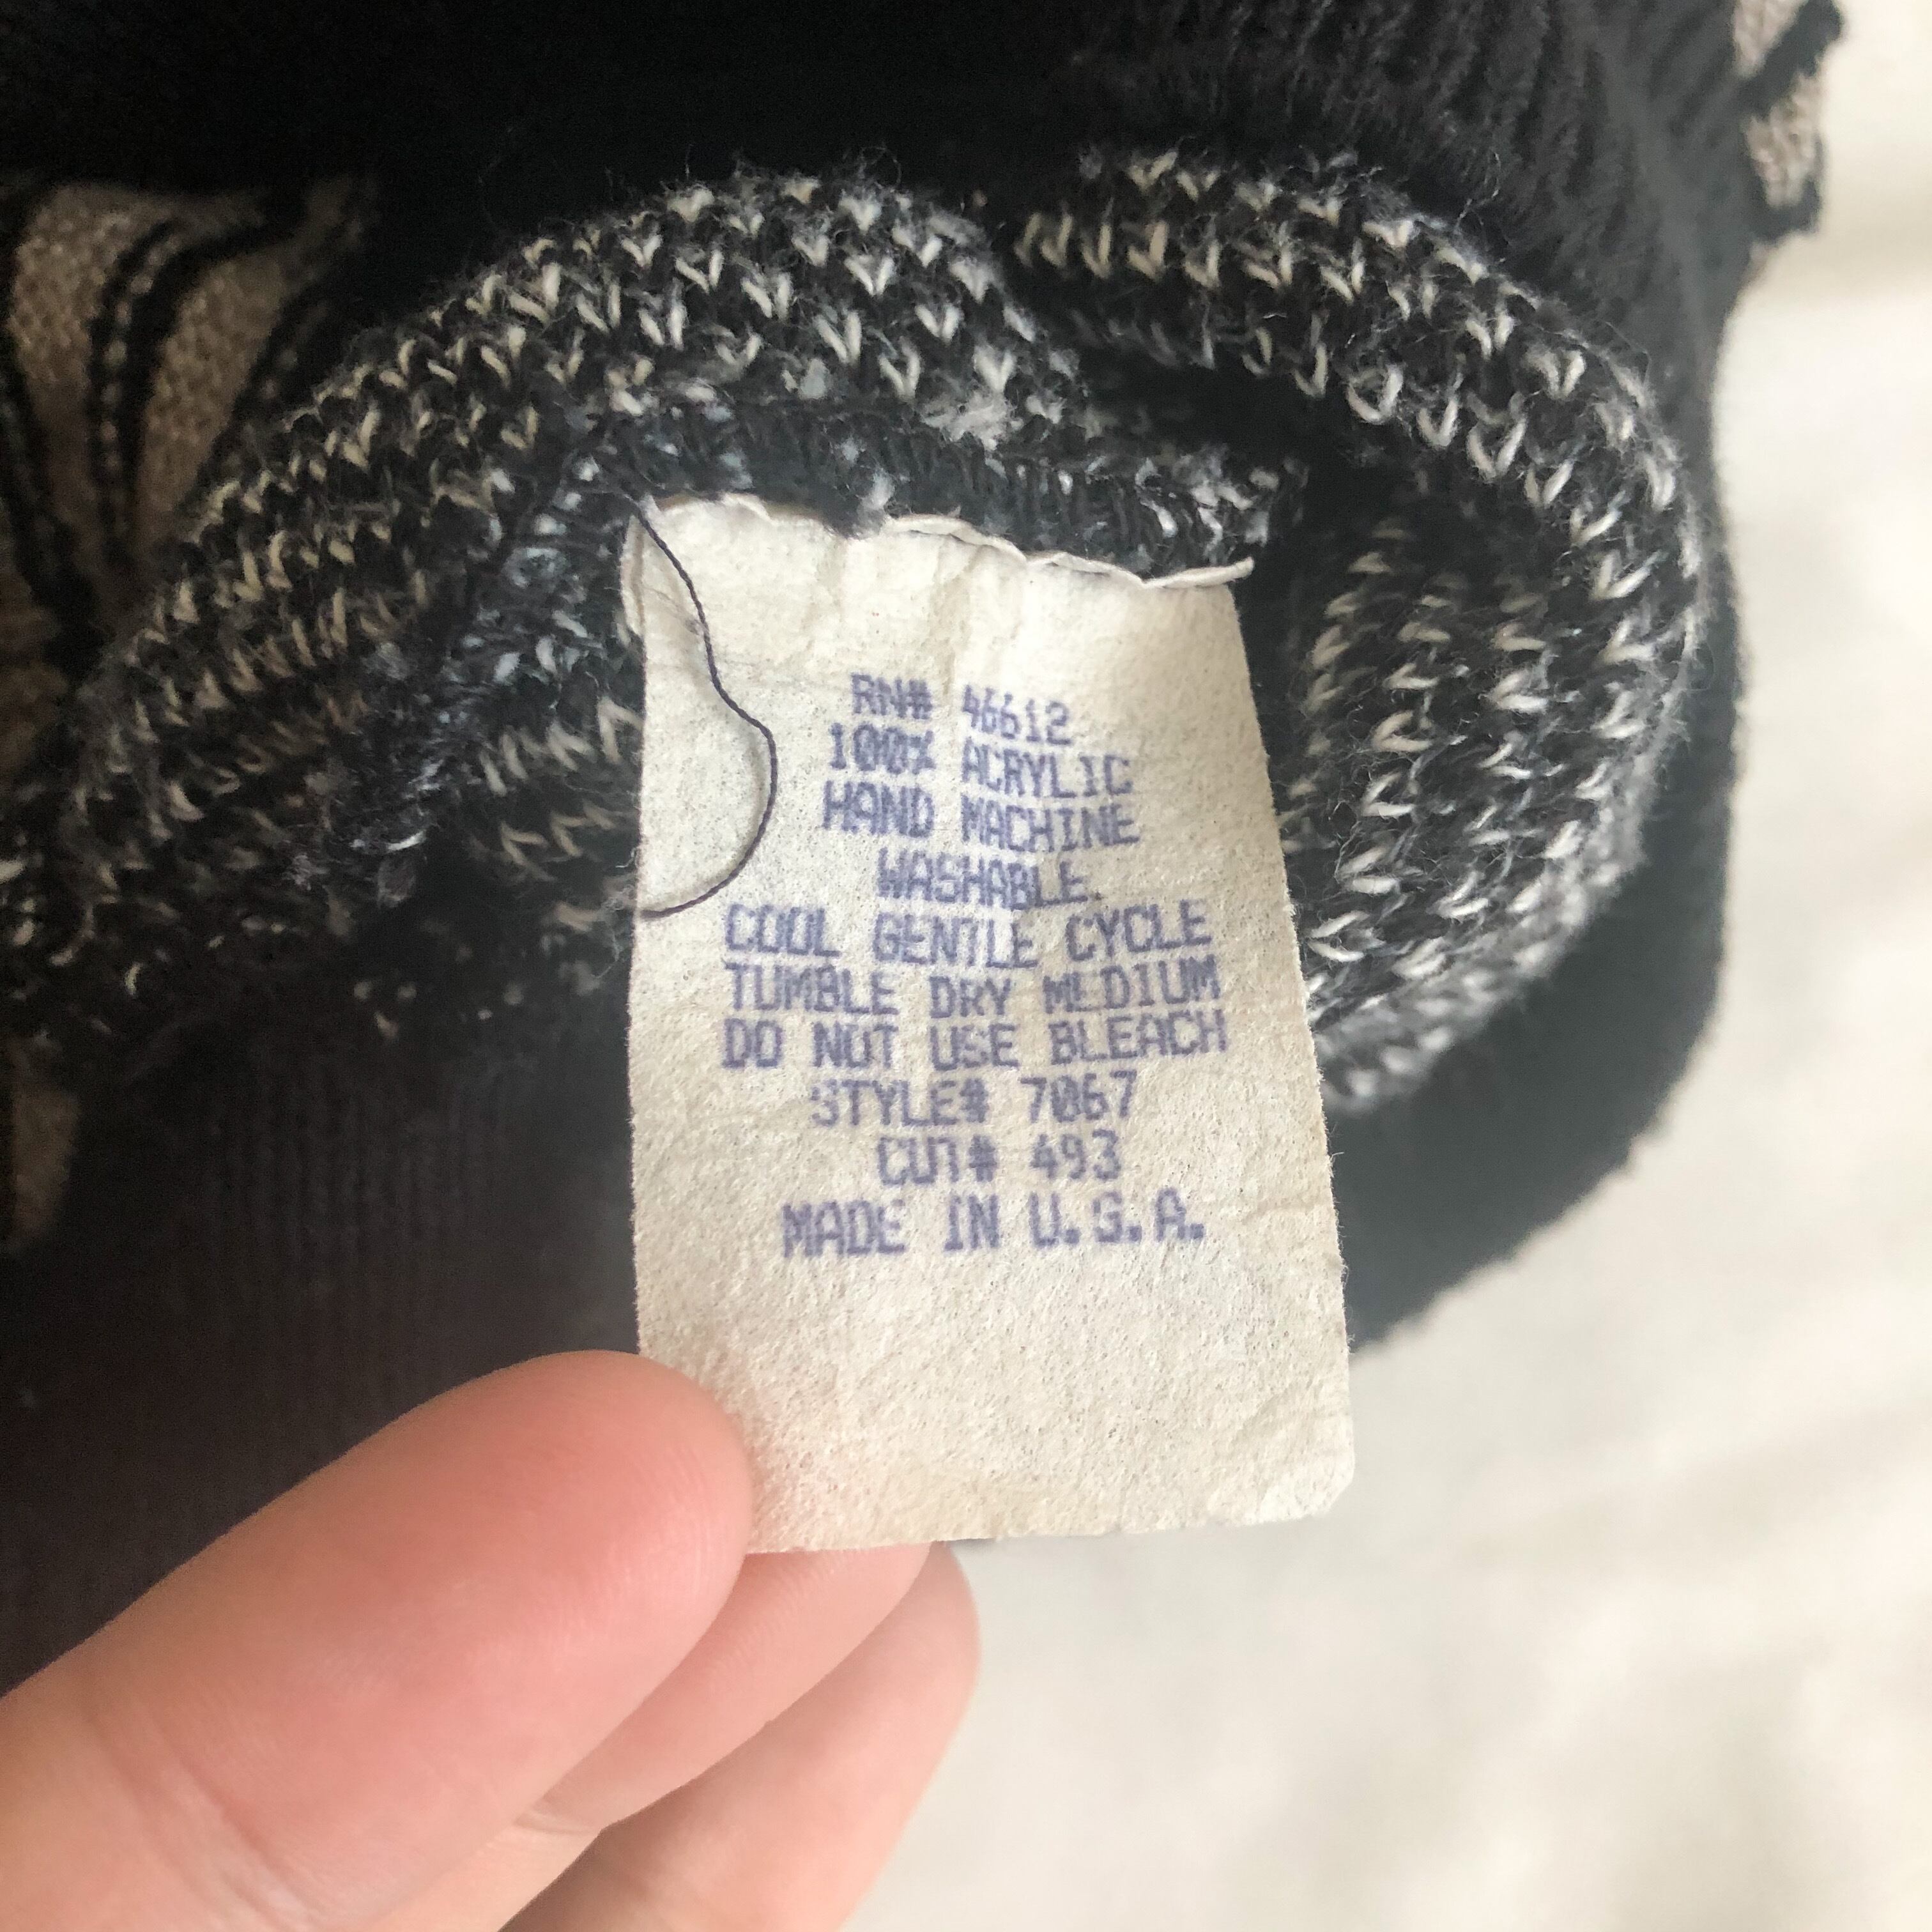 RN# 46612
100% ACRYLIC
HAND MACHINE
WASHABLE
COOL GENTLE CYCLE
TUMBLE DRY MEDIUM
DO NOT USE BLEACH
STYLE# 7067
CUT# 493
MADE IN U.S.A.